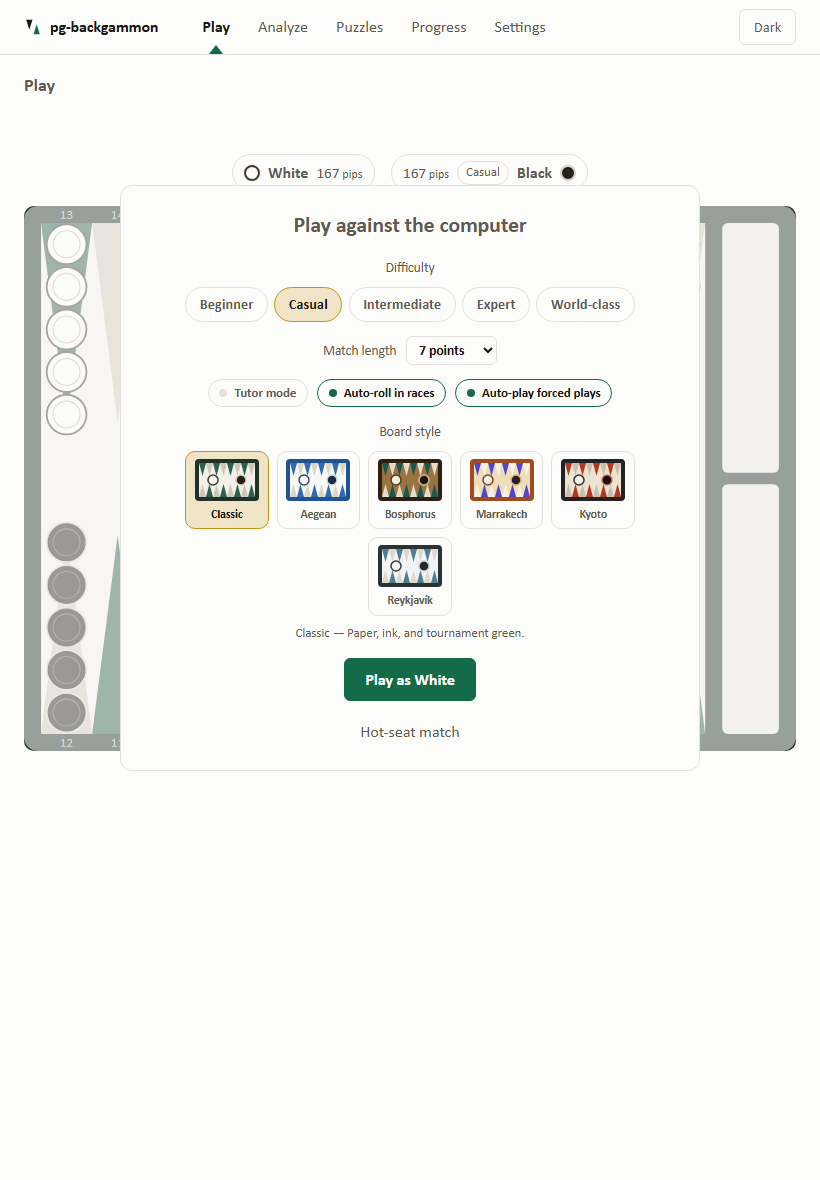 pg-backgammon Play Analyze Puzzles Progress Settings Dark
Play
White 167 pips 167 pips Casual Black
13
Play against the computer
Difficulty
Beginner Casual Intermediate Expert World-class
Match length 7 points
Tutor mode Auto-roll in races Auto-play forced plays
Board style
Classic Aegean Bosphorus Marrakech Kyoto
Reykjavík
Classic — Paper, ink, and tournament green.
Play as White
Hot-seat match
12